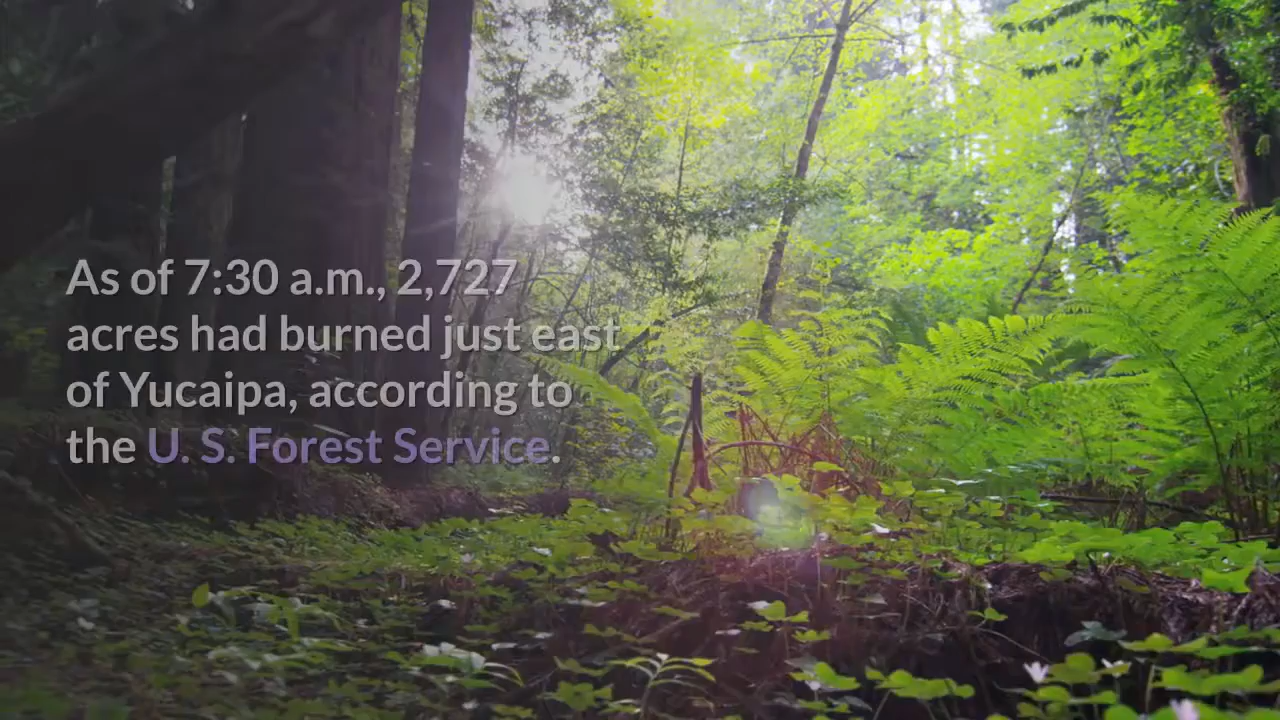 As of 7:30 a.m., 2,727
acres had burned just east
of Yucaipa, according to
the U. S. Forest Service.